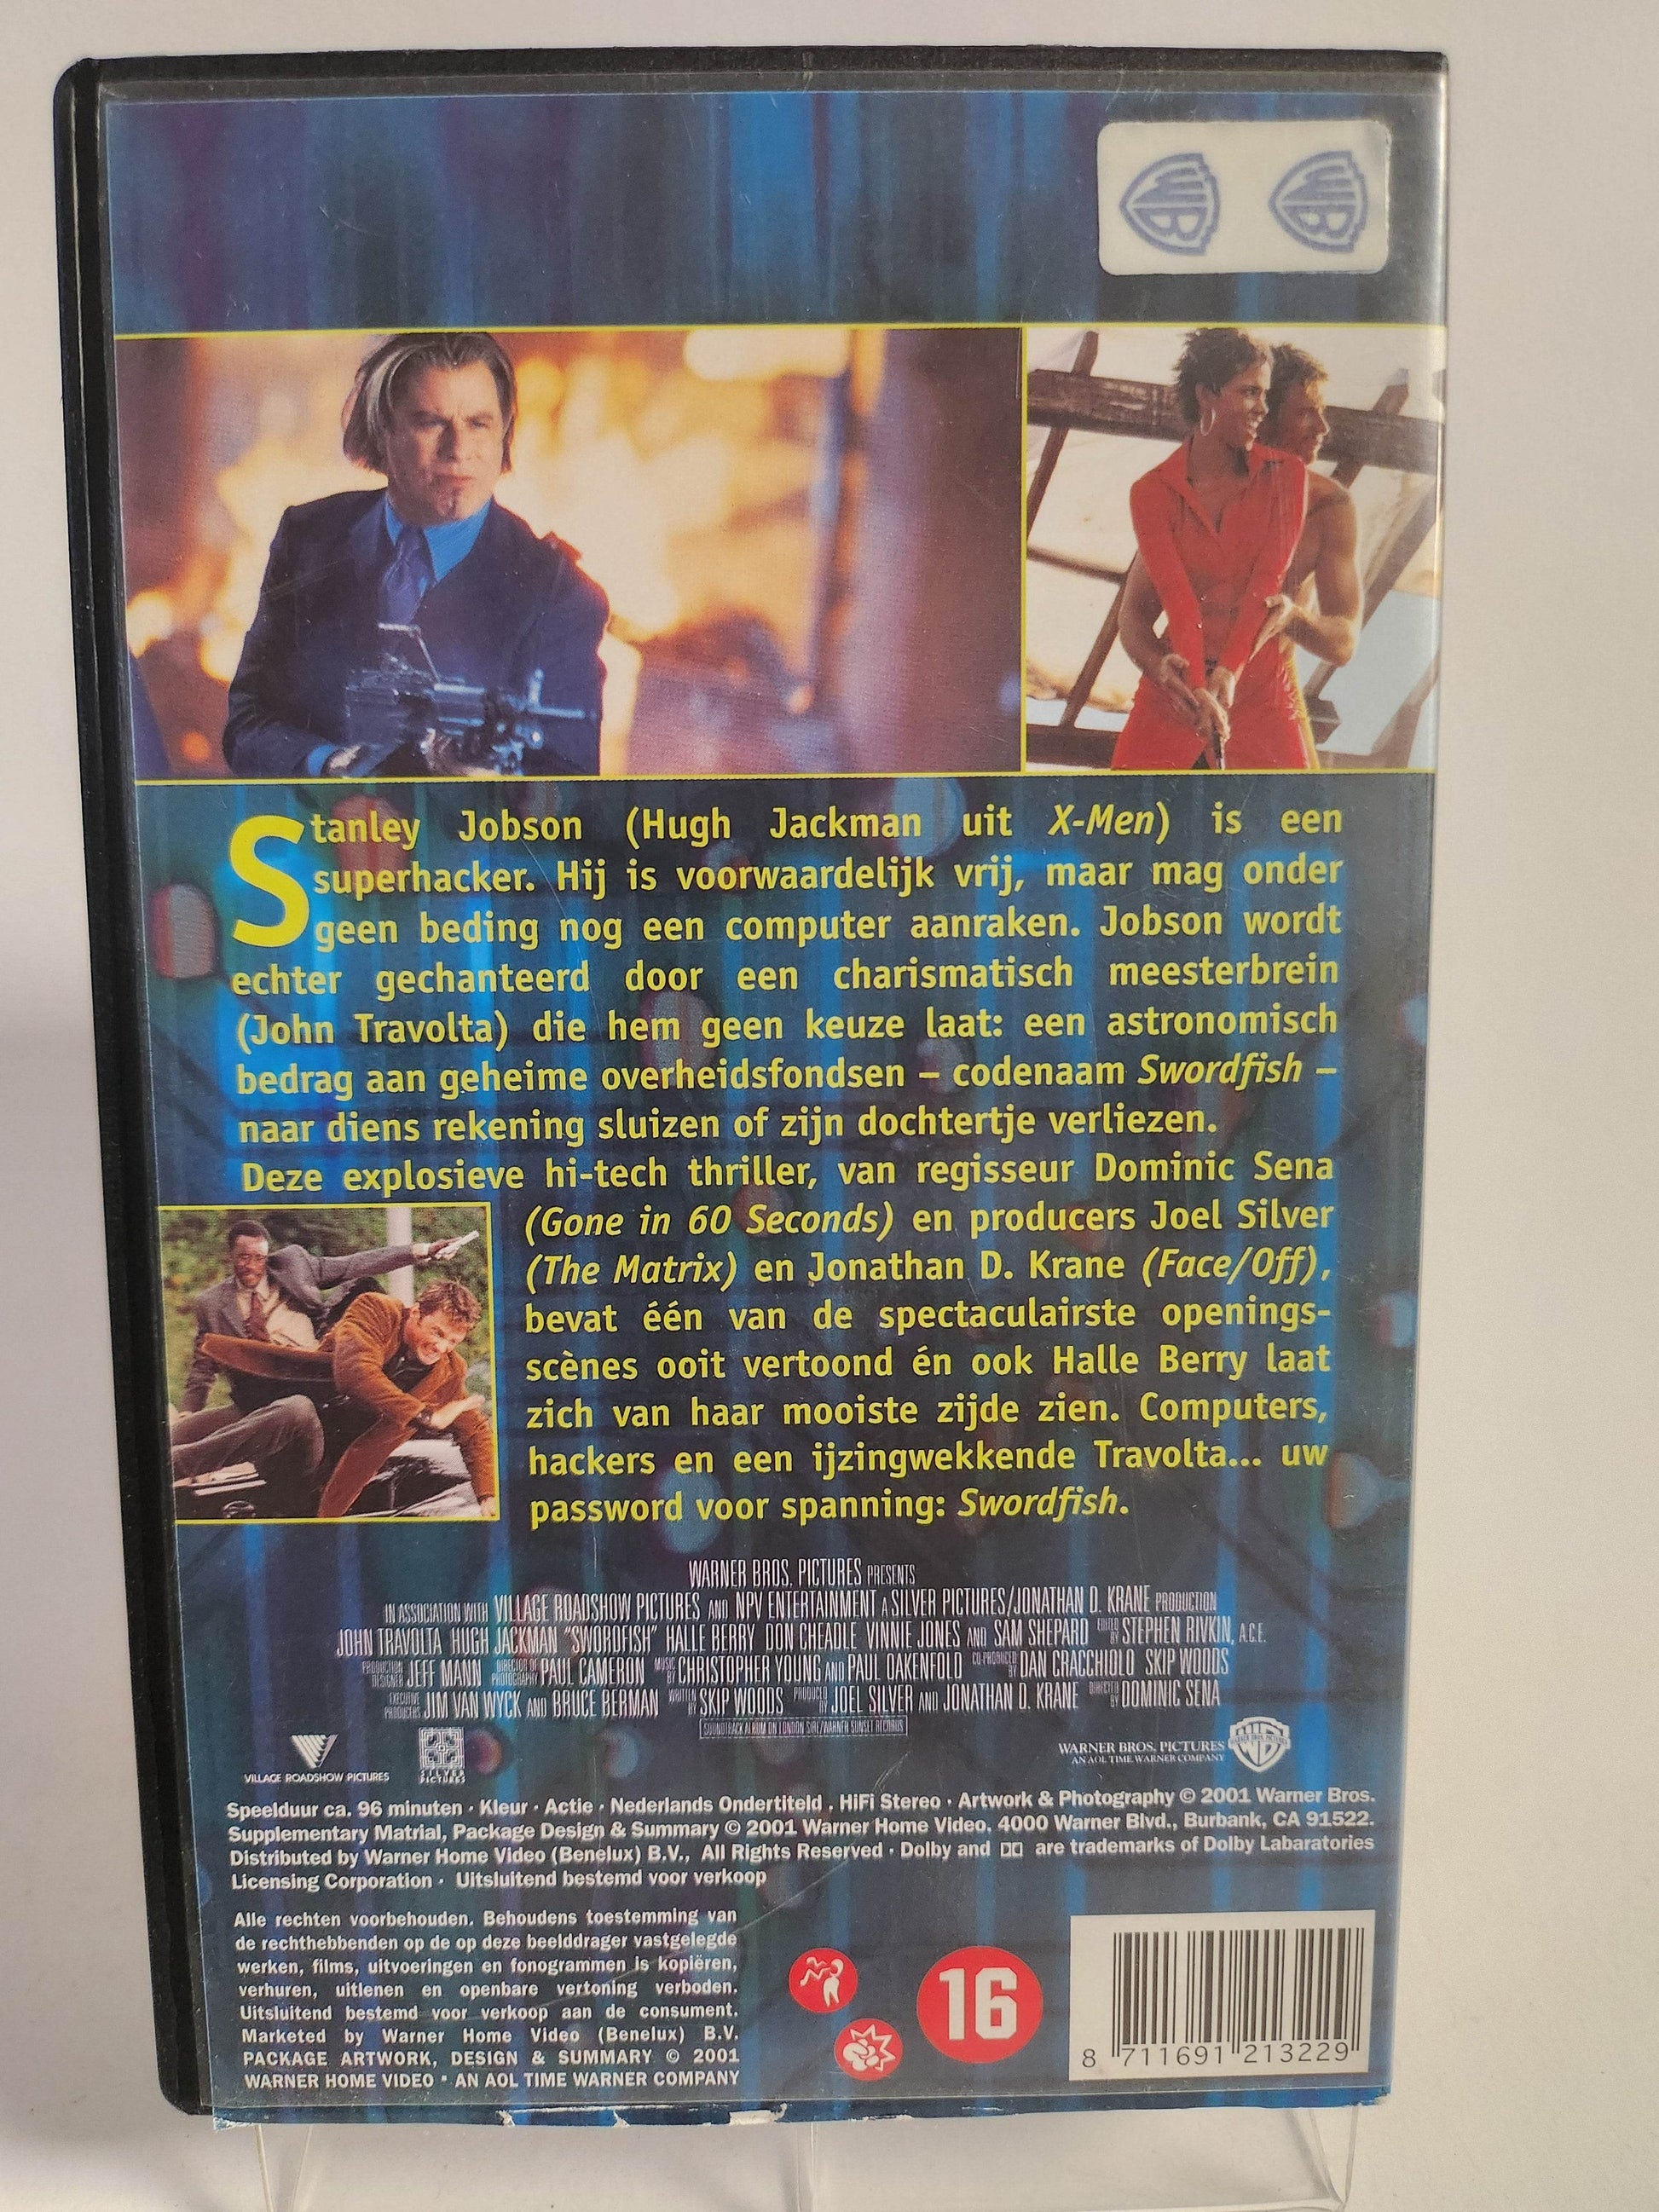 WB WB
Stanley Jobson (Hugh Jackman uit X-Men) is een
superhacker. Hij is voorwaardelijk vrij, maar mag onder
geen beding nog een computer aanraken. Jobson wordt
echter gechanteerd door een charismatisch meesterbrein
(John Travolta) die hem geen keuze laat: een astronomisch
bedrag aan geheime overheidsfondsen – codenaam Swordfish –
naar diens rekening sluizen of zijn dochtertje verliezen.
Deze explosieve hi-tech thriller, van regisseur Dominic Sena
(Gone in 60 Seconds) en producers Joel Silver
(The Matrix) en Jonathan D. Krane (Face/Off),
bevat één van de spectaculairste openings-
scènes ooit vertoond én ook Halle Berry laat
zich van haar mooiste zijde zien. Computers,
hackers en een ijzingwekkende Travolta... uw
password voor spanning: Swordfish.
WARNER BROS. PICTURES PRESENTS
IN ASSOCIATION WITH VILLAGE ROADSHOW PICTURES AND NPV ENTERTAINMENT A SILVER PICTURES/JONATHAN D. KRANE PRODUCTION
JOHN TRAVOLTA HUGH JACKMAN "SWORDFISH" HALLE BERRY DON CHEADLE VINNIE JONES AND SAM SHEPARD EDITED BY STEPHEN RIVKIN, A.C.E.
PRODUCTION DESIGNER JEFF MANN DIRECTOR OF PHOTOGRAPHY PAUL CAMERON MUSIC BY CHRISTOPHER YOUNG AND PAUL OAKENFOLD CO-PRODUCED BY DAN CRACCHIOLO SKIP WOODS
EXECUTIVE PRODUCERS JIM VAN WYCK AND BRUCE BERMAN WRITTEN BY SKIP WOODS PRODUCED BY JOEL SILVER AND JONATHAN D. KRANE DIRECTED BY DOMINIC SENA
SOUNDTRACK ALBUM ON LONDON SIRE/WARNER SUNSET RECORDS
VILLAGE ROADSHOW PICTURES
SILVER PICTURES
WARNER BROS. PICTURES
AN AOL TIME WARNER COMPANY
WB
Speelduur ca. 96 minuten · Kleur · Actie · Nederlands Ondertiteld . HiFi Stereo · Artwork & Photography © 2001 Warner Bros.
Supplementary Matrial, Package Design & Summary © 2001 Warner Home Video. 4000 Warner Blvd., Burbank, CA 91522.
Distributed by Warner Home Video (Benelux) B.V., All Rights Reserved · Dolby and are trademarks of Dolby Labaratories
Licensing Corporation · Uitsluitend bestemd voor verkoop
Alle rechten voorbehouden. Behoudens toestemming van
de rechthebbenden op de op deze beelddrager vastgelegde
werken, films, uitvoeringen en fonogrammen is kopiëren,
verhuren, uitlenen en openbare vertoning verboden.
Uitsluitend bestemd voor verkoop aan de consument.
Marketed by Warner Home Video (Benelux) B.V.
PACKAGE ARTWORK, DESIGN & SUMMARY © 2001
WARNER HOME VIDEO · AN AOL TIME WARNER COMPANY
16
8 711691 213229